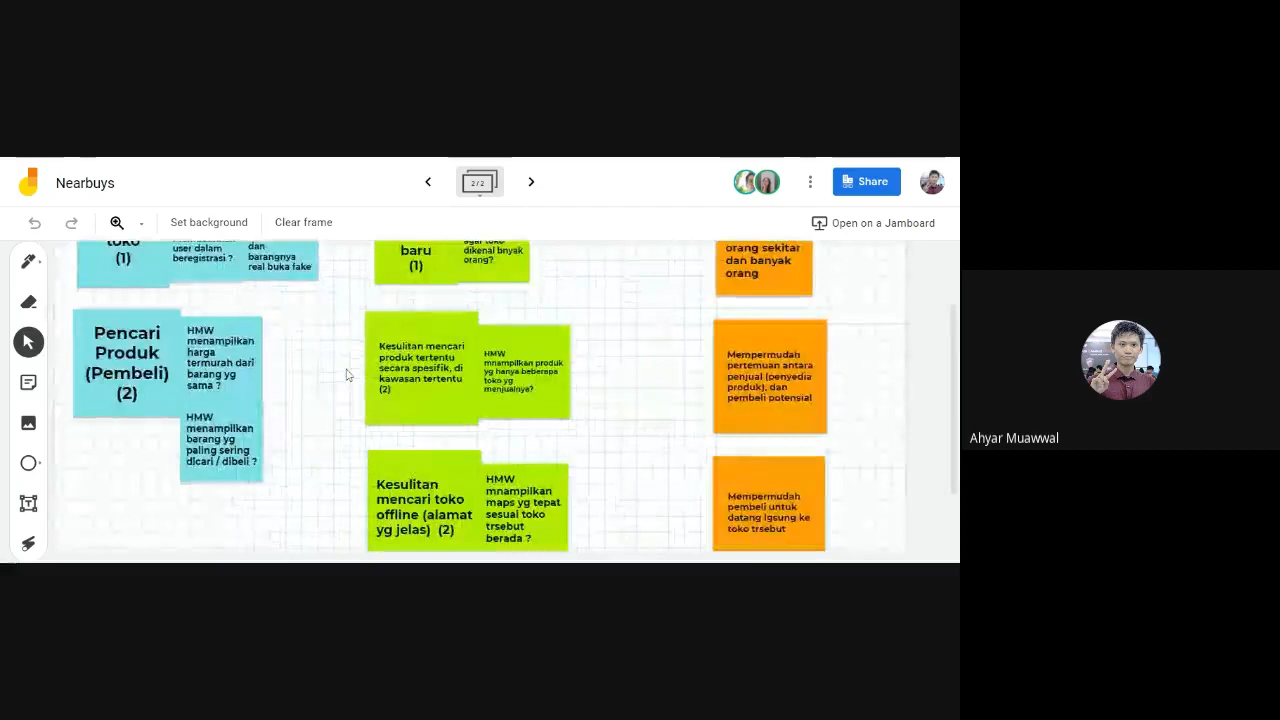 Nearbuys
2 / 2
Share
Set background
Clear frame
Open on a Jamboard
toko
(1)
user dalam
beregistrasi ?
dan
barangnya
real buka fake
baru
(1)
agar toko
dikenal bnyak
orang?
orang sekitar
dan banyak
orang
Pencari
Produk
(Pembeli)
(2)
HMW
menampilkan
harga
termurah dari
barang yg
sama ?
HMW
menampilkan
barang yg
paling sering
dicari / dibeli ?
Kesulitan mencari
produk tertentu
secara spesifik, di
kawasan tertentu
(2)
HMW
mnampilkan produk
yg hanya beberapa
toko yg
menjualnya?
Mempermudah
pertemuan antara
penjual (penyedia
produk), dan
pembeli potensial
Kesulitan
mencari toko
offline (alamat
yg jelas) (2)
HMW
mnampilkan
maps yg tepat
sesuai toko
trsebut
berada ?
Mempermudah
pembeli untuk
datang lgsung ke
toko trsebut
Ahyar Muawwal